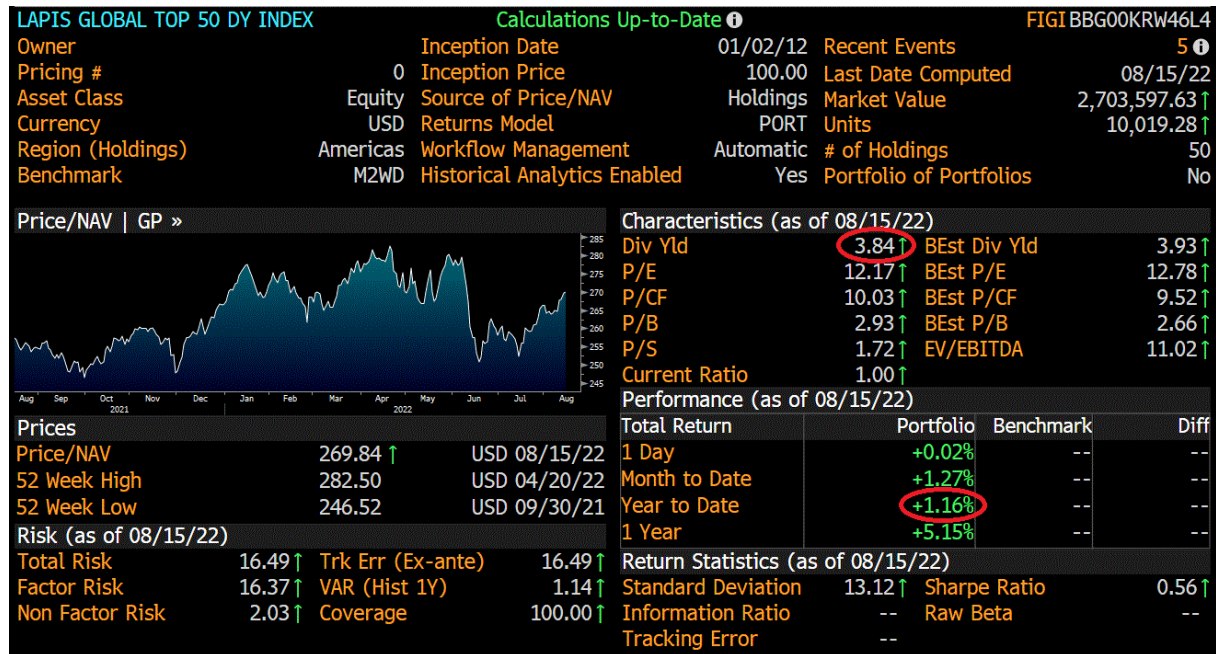 LAPIS GLOBAL TOP 50 DY INDEX Calculations Up-to-Date FIGI BBG00KRW46L4
Owner Inception Date 01/02/12 Recent Events 5
Pricing # 0 Inception Price 100.00 Last Date Computed 08/15/22
Asset Class Equity Source of Price/NAV Holdings Market Value 2,703,597.63↑
Currency USD Returns Model PORT Units 10,019.28↑
Region (Holdings) Americas Workflow Management Automatic # of Holdings 50
Benchmark M2WD Historical Analytics Enabled Yes Portfolio of Portfolios No
Price/NAV | GP »
285
280
275
270
265
260
255
250
245
Aug Sep Oct Nov Dec Jan Feb Mar Apr May Jun Jul Aug
2021 2022
Prices
Price/NAV 269.84 ↑ USD 08/15/22
52 Week High 282.50 USD 04/20/22
52 Week Low 246.52 USD 09/30/21
Risk (as of 08/15/22)
Total Risk 16.49↑ Trk Err (Ex-ante) 16.49↑
Factor Risk 16.37↑ VAR (Hist 1Y) 1.14↑
Non Factor Risk 2.03↑ Coverage 100.00↑
Characteristics (as of 08/15/22)
Div Yld 3.84↑ BEst Div Yld 3.93↑
P/E 12.17↑ BEst P/E 12.78↑
P/CF 10.03↑ BEst P/CF 9.52↑
P/B 2.93↑ BEst P/B 2.66↑
P/S 1.72↑ EV/EBITDA 11.02↑
Current Ratio 1.00↑
Performance (as of 08/15/22)
Total Return Portfolio Benchmark Diff
1 Day +0.02% -- --
Month to Date +1.27% -- --
Year to Date +1.16% -- --
1 Year +5.15% -- --
Return Statistics (as of 08/15/22)
Standard Deviation 13.12↑ Sharpe Ratio 0.56↑
Information Ratio -- Raw Beta --
Tracking Error --